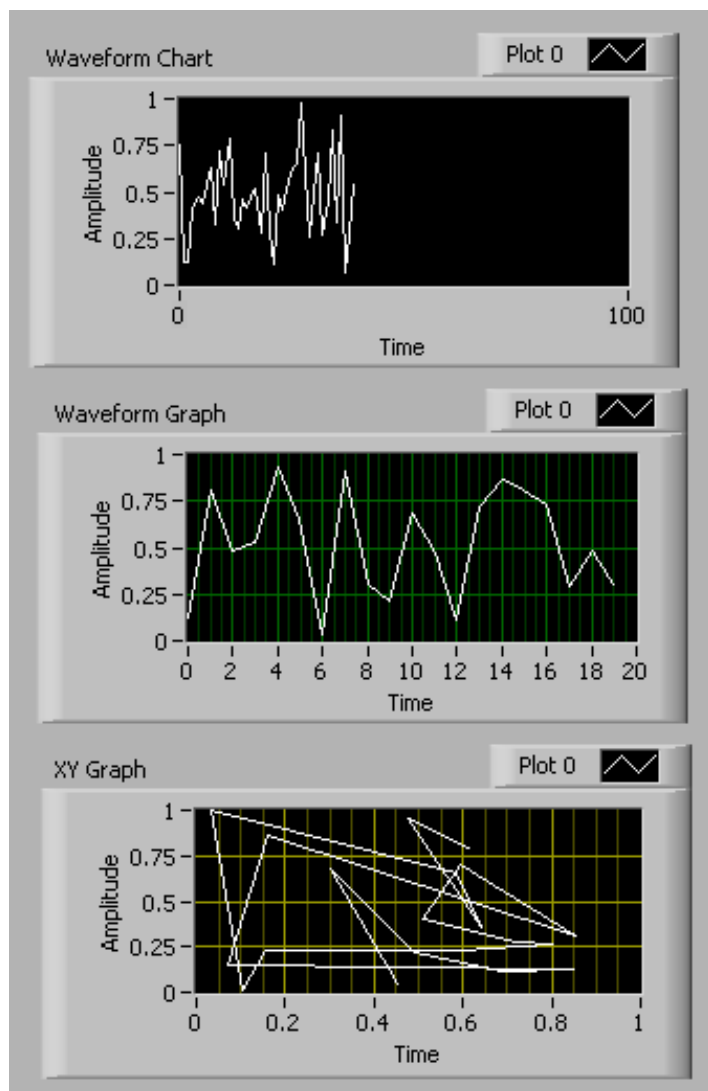 Waveform Chart Plot 0
1
0.75
0.5
0.25
0
Amplitude
0 100
Time
Waveform Graph Plot 0
1
0.75
0.5
0.25
0
Amplitude
0 2 4 6 8 10 12 14 16 18 20
Time
XY Graph Plot 0
1
0.75
0.5
0.25
0
Amplitude
0 0.2 0.4 0.6 0.8 1
Time